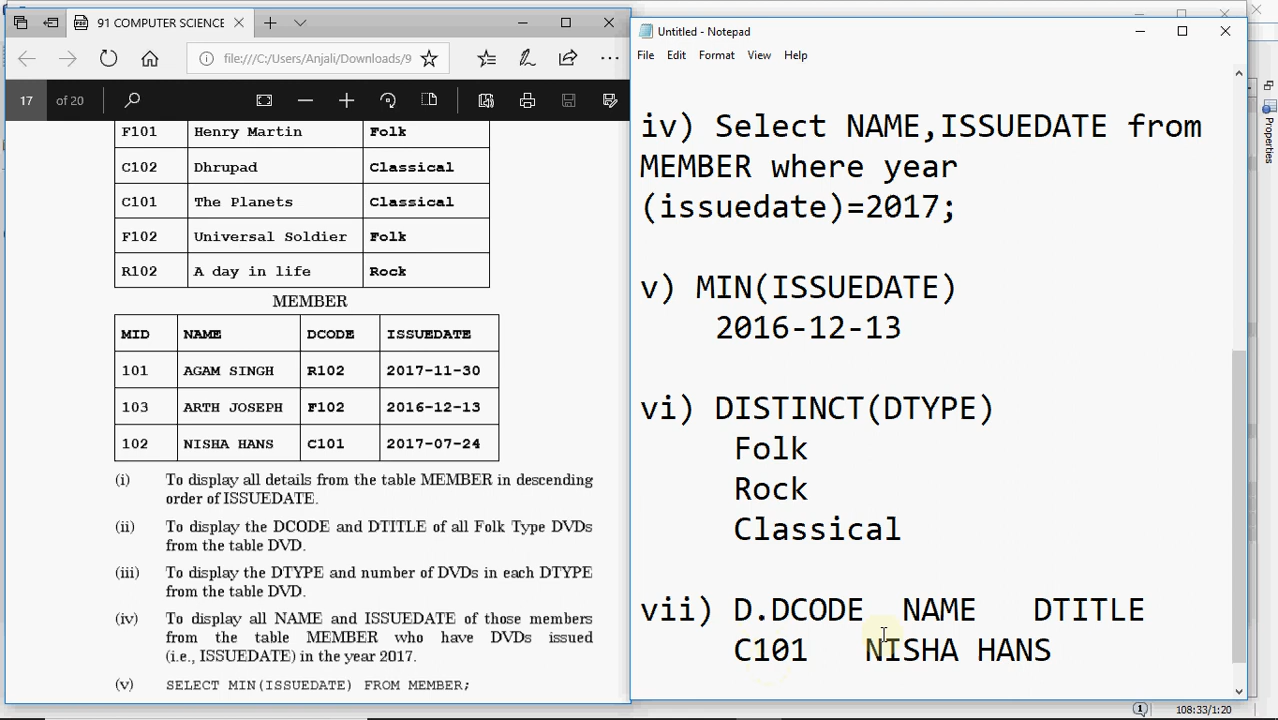 91 COMPUTER SCIENCE
file:///C:/Users/Anjali/Downloads/9
17 of 20
F101 Henry Martin Folk
C102 Dhrupad Classical
C101 The Planets Classical
F102 Universal Soldier Folk
R102 A day in life Rock
MEMBER
MID NAME DCODE ISSUEDATE
101 AGAM SINGH R102 2017-11-30
103 ARTH JOSEPH F102 2016-12-13
102 NISHA HANS C101 2017-07-24
(i) To display all details from the table MEMBER in descending
order of ISSUEDATE.
(ii) To display the DCODE and DTITLE of all Folk Type DVDs
from the table DVD.
(iii) To display the DTYPE and number of DVDs in each DTYPE
from the table DVD.
(iv) To display all NAME and ISSUEDATE of those members
from the table MEMBER who have DVDs issued
(i.e., ISSUEDATE) in the year 2017.
(v) SELECT MIN(ISSUEDATE) FROM MEMBER;
Untitled - Notepad
File Edit Format View Help
iv) Select NAME,ISSUEDATE from
MEMBER where year
(issuedate)=2017;
v) MIN(ISSUEDATE)
2016-12-13
vi) DISTINCT(DTYPE)
Folk
Rock
Classical
vii) D.DCODE NAME DTITLE
C101 NISHA HANS
Properties
108:33/1:20